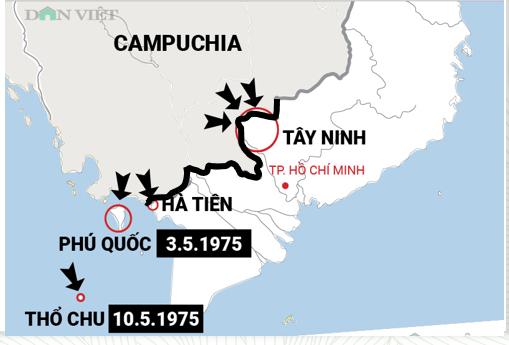 DÂN VIỆT
CAMPUCHIA
TÂY NINH
TP. HỒ CHÍ MINH
HÀ TIÊN
PHÚ QUỐC 3.5.1975
THỔ CHU 10.5.1975